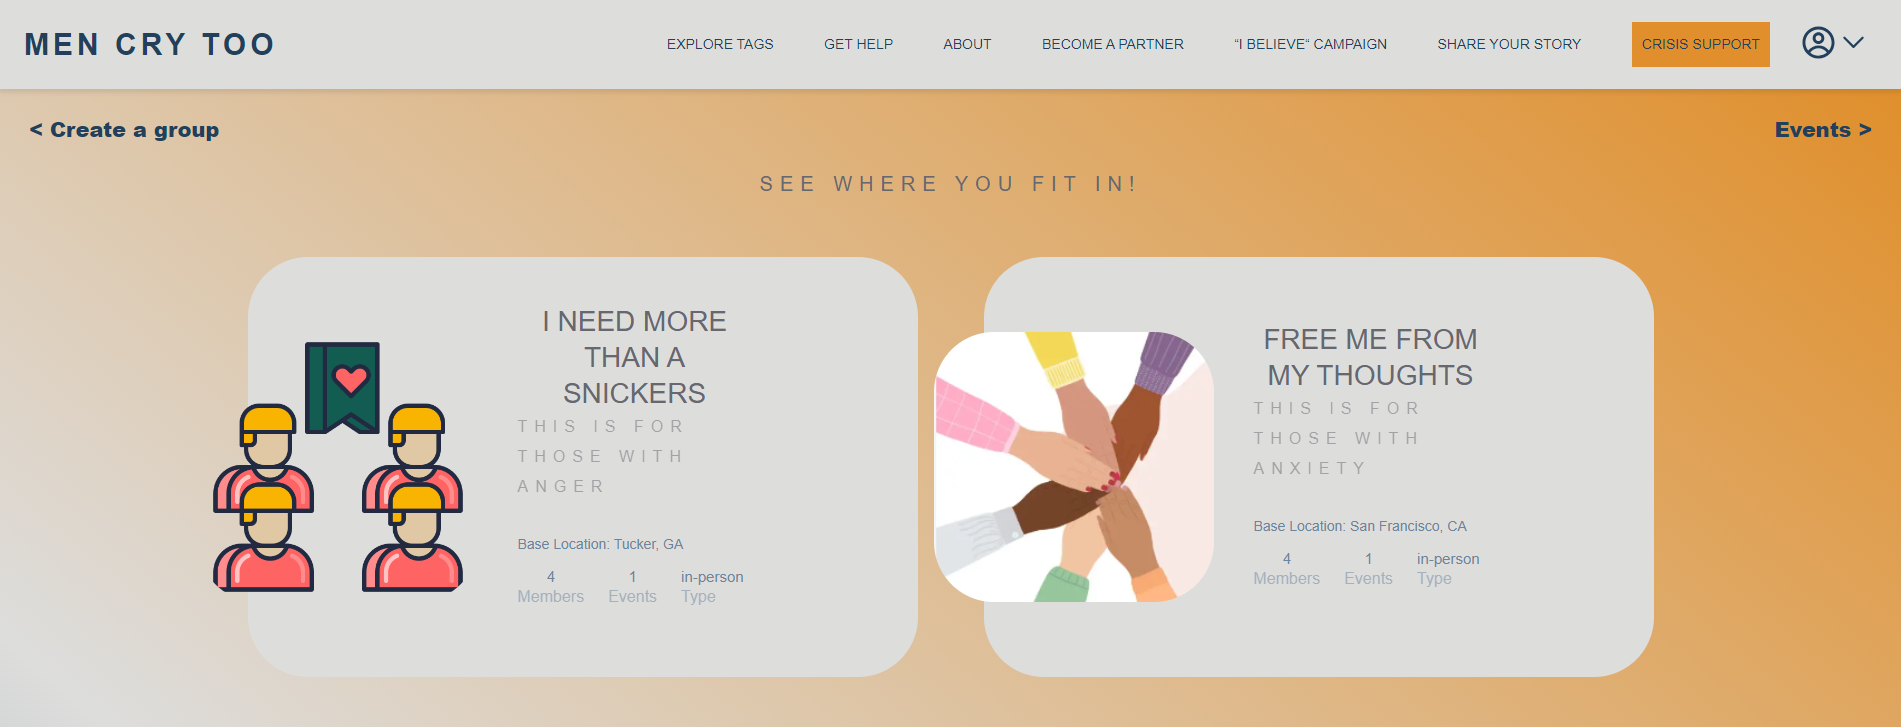 MEN CRY TOO
EXPLORE TAGS
GET HELP
ABOUT
BECOME A PARTNER
“I BELIEVE“ CAMPAIGN
SHARE YOUR STORY
CRISIS SUPPORT
< Create a group
Events >
SEE WHERE YOU FIT IN!
I NEED MORE
THAN A
SNICKERS
THIS IS FOR
THOSE WITH
ANGER
Base Location: Tucker, GA
4 1 in-person
Members Events Type
FREE ME FROM
MY THOUGHTS
THIS IS FOR
THOSE WITH
ANXIETY
Base Location: San Francisco, CA
4 1 in-person
Members Events Type